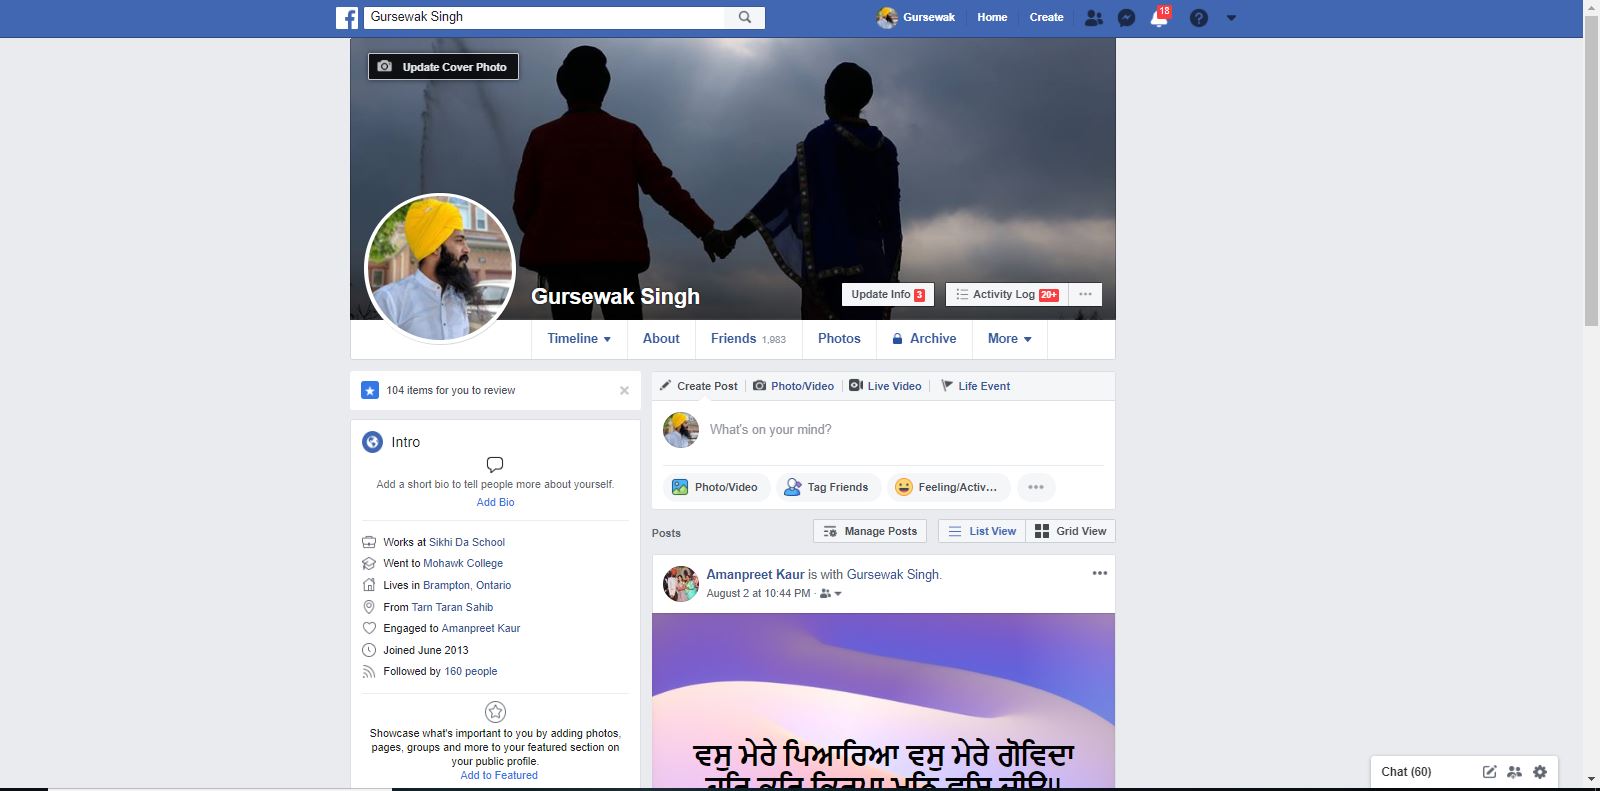 Gursewak Singh
Gursewak
Home
Create
18
Update Cover Photo
Gursewak Singh
Update Info 3
Activity Log 20+
Timeline
About
Friends 1,983
Photos
Archive
More
104 items for you to review
Intro
Add a short bio to tell people more about yourself.
Add Bio
Works at Sikhi Da School
Went to Mohawk College
Lives in Brampton, Ontario
From Tarn Taran Sahib
Engaged to Amanpreet Kaur
Joined June 2013
Followed by 160 people
Showcase what's important to you by adding photos,
pages, groups and more to your featured section on
your public profile.
Add to Featured
Create Post
Photo/Video
Live Video
Life Event
What's on your mind?
Photo/Video
Tag Friends
Feeling/Activ...
Posts
Manage Posts
List View
Grid View
Amanpreet Kaur is with Gursewak Singh.
August 2 at 10:44 PM
ਵਸੁ ਮੇਰੇ ਪਿਆਰਿਆ ਵਸੁ ਮੇਰੇ ਗੋਵਿਦਾ
Chat (60)